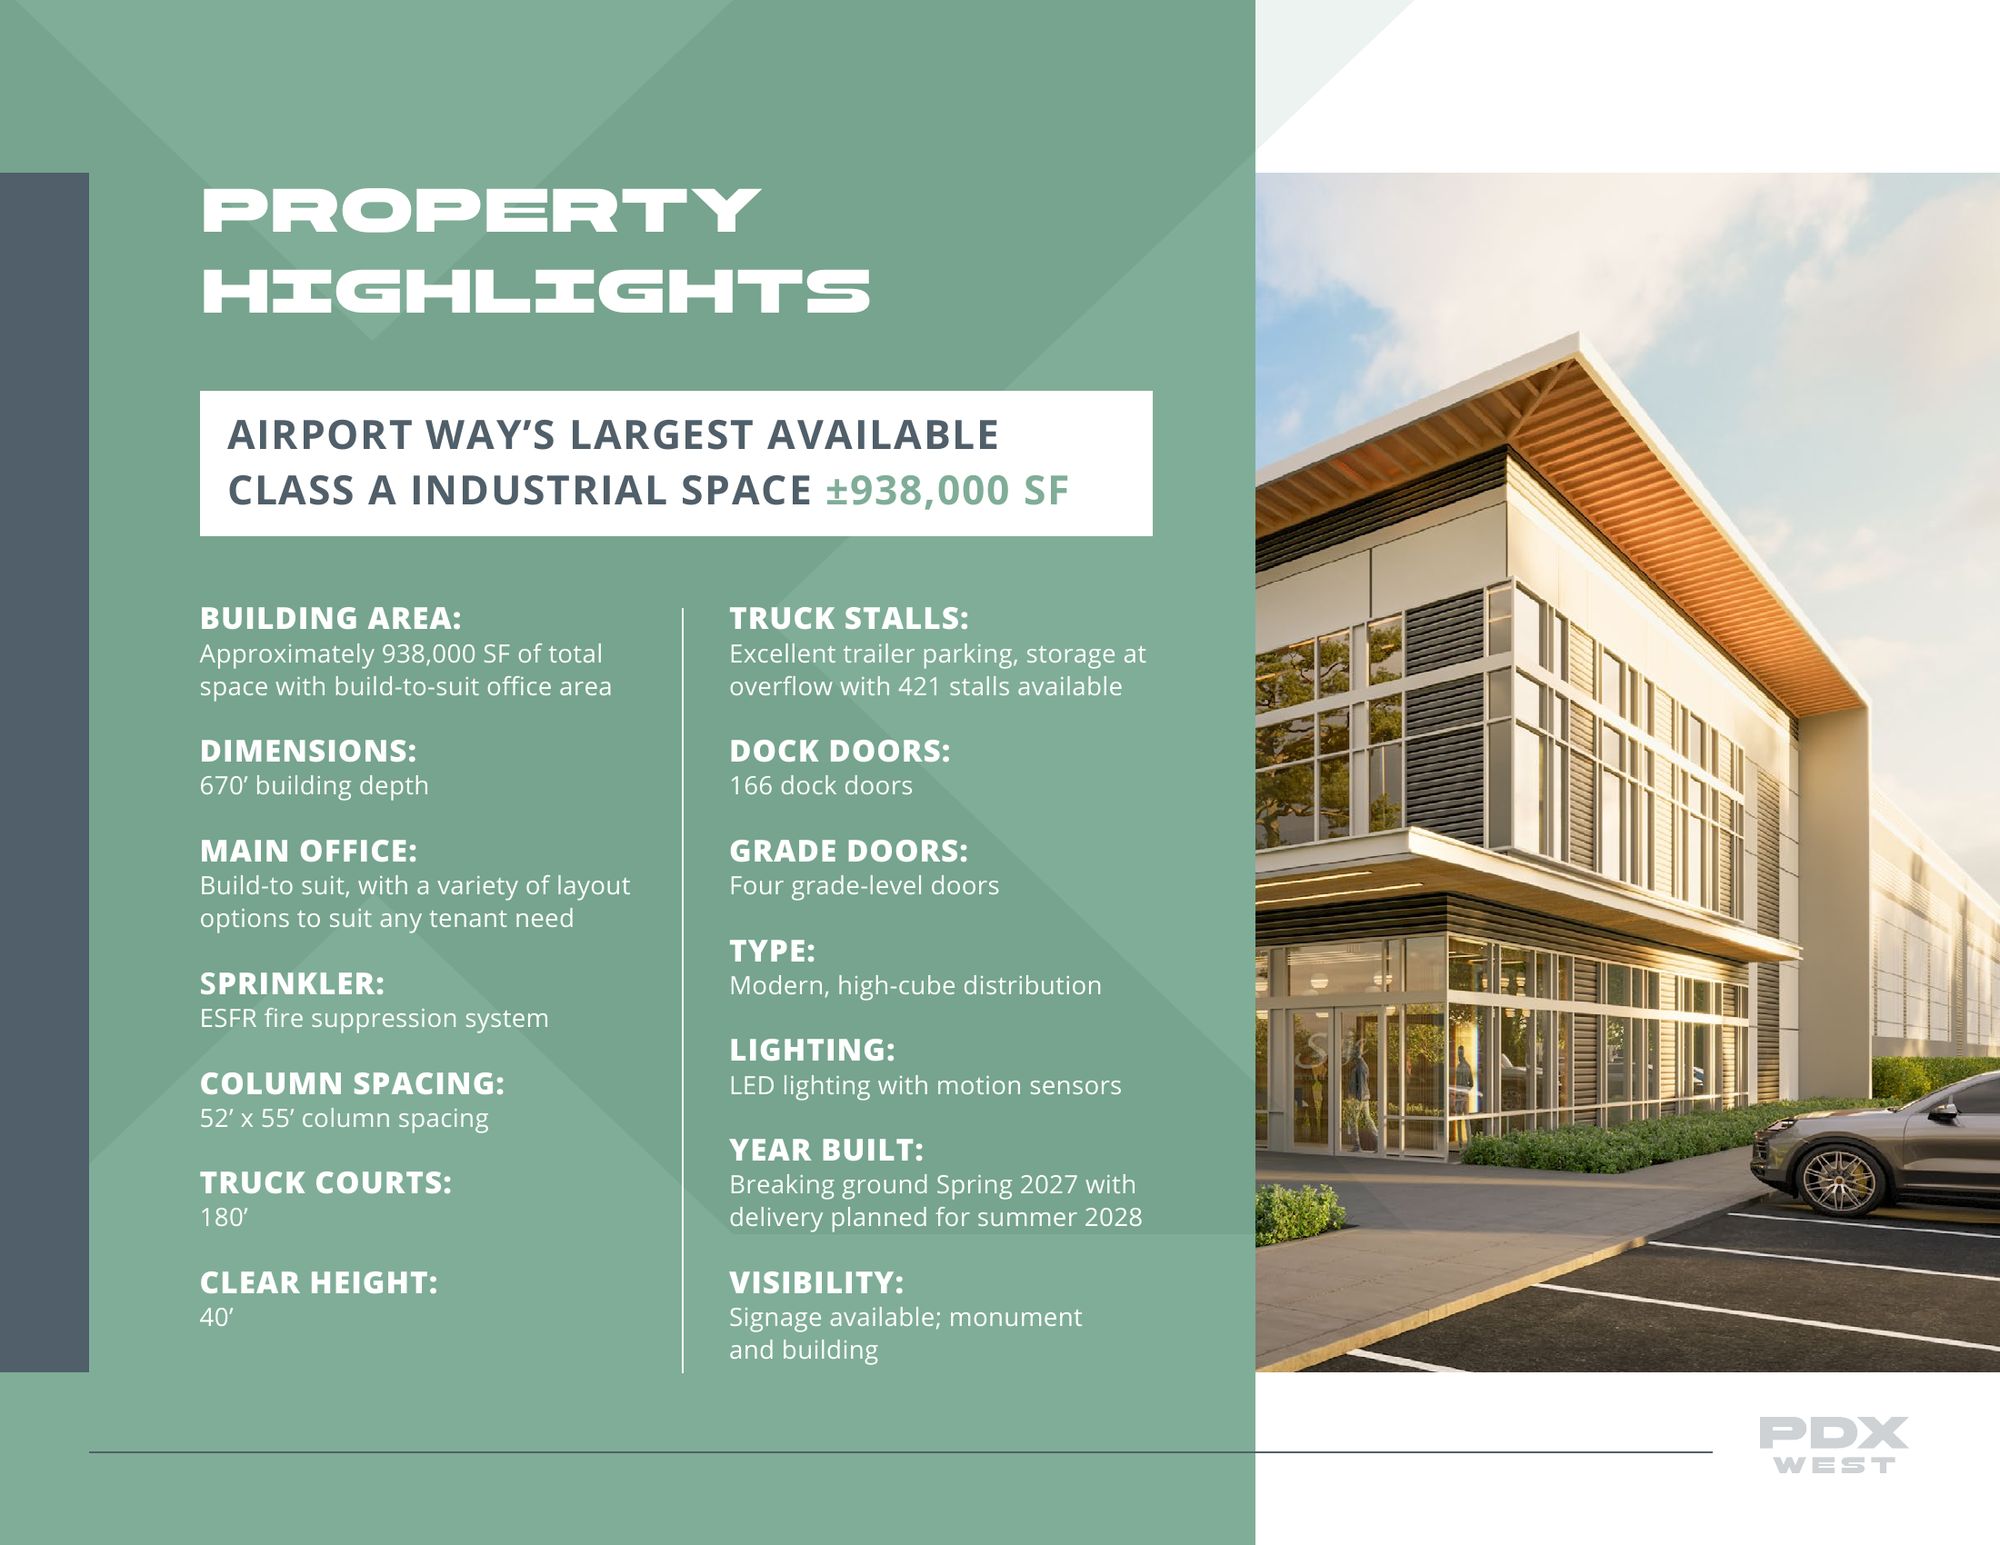 PROPERTY
HIGHLIGHTS
AIRPORT WAY’S LARGEST AVAILABLE
CLASS A INDUSTRIAL SPACE ±938,000 SF
BUILDING AREA:
Approximately 938,000 SF of total
space with build-to-suit office area
DIMENSIONS:
670’ building depth
MAIN OFFICE:
Build-to suit, with a variety of layout
options to suit any tenant need
SPRINKLER:
ESFR fire suppression system
COLUMN SPACING:
52’ x 55’ column spacing
TRUCK COURTS:
180’
CLEAR HEIGHT:
40’
TRUCK STALLS:
Excellent trailer parking, storage at
overflow with 421 stalls available
DOCK DOORS:
166 dock doors
GRADE DOORS:
Four grade-level doors
TYPE:
Modern, high-cube distribution
LIGHTING:
LED lighting with motion sensors
YEAR BUILT:
Breaking ground Spring 2027 with
delivery planned for summer 2028
VISIBILITY:
Signage available; monument
and building
PDX
WEST